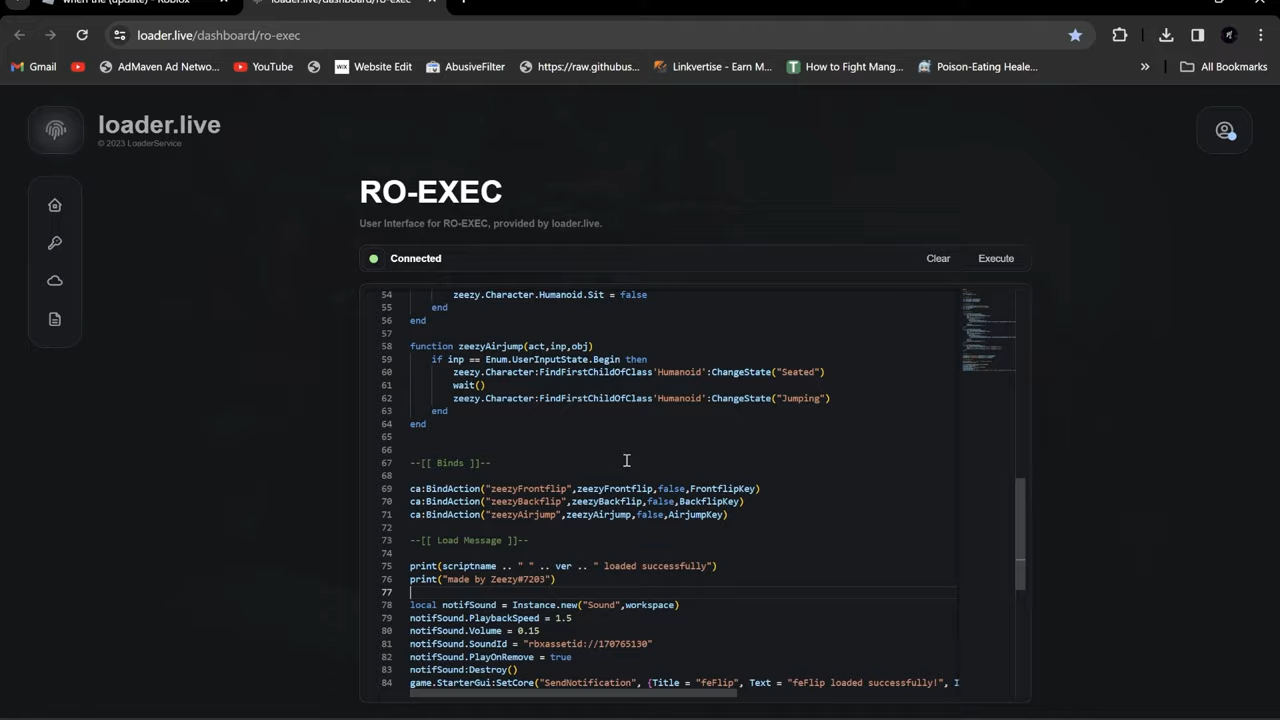 when the (update) - Roblox
loader.live/dashboard/ro-exec
loader.live/dashboard/ro-exec
Gmail
AdMaven Ad Netwo...
YouTube
WIX
Website Edit
AbusiveFilter
https://raw.githubus...
Linkvertise - Earn M...
How to Fight Mang...
Poison-Eating Heale...
»
All Bookmarks
loader.live
© 2023 LoaderService
RO-EXEC
User Interface for RO-EXEC, provided by loader.live.
Connected
Clear
Execute
54 zeezy.Character.Humanoid.Sit = false
55 end
56 end
57
58 function zeezyAirjump(act,inp,obj)
59 if inp == Enum.UserInputState.Begin then
60 zeezy.Character:FindFirstChildOfClass'Humanoid':ChangeState("Seated")
61 wait()
62 zeezy.Character:FindFirstChildOfClass'Humanoid':ChangeState("Jumping")
63 end
64 end
65
66
67 --[[ Binds ]]--
68
69 ca:BindAction("zeezyFrontflip",zeezyFrontflip,false,FrontflipKey)
70 ca:BindAction("zeezyBackflip",zeezyBackflip,false,BackflipKey)
71 ca:BindAction("zeezyAirjump",zeezyAirjump,false,AirjumpKey)
72
73 --[[ Load Message ]]--
74
75 print(scriptname .. " " .. ver .. " loaded successfully")
76 print("made by Zeezy#7203")
77
78 local notifSound = Instance.new("Sound",workspace)
79 notifSound.PlaybackSpeed = 1.5
80 notifSound.Volume = 0.15
81 notifSound.SoundId = "rbxassetid://170765130"
82 notifSound.PlayOnRemove = true
83 notifSound:Destroy()
84 game.StarterGui:SetCore("SendNotification", {Title = "feFlip", Text = "feFlip loaded successfully!", I